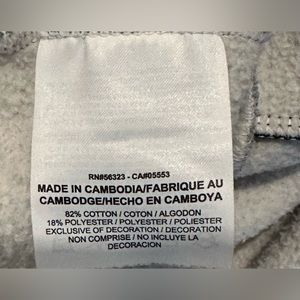 RN#56323 - CA#05553
MADE IN CAMBODIA/FABRIQUE AU
CAMBODGE/HECHO EN CAMBOYA
82% COTTON / COTON / ALGODON
18% POLYESTER / POLYESTER / POLIESTER
EXCLUSIVE OF DECORATION / DECORATION
NON COMPRISE / NO INCLUYE LA
DECORACION